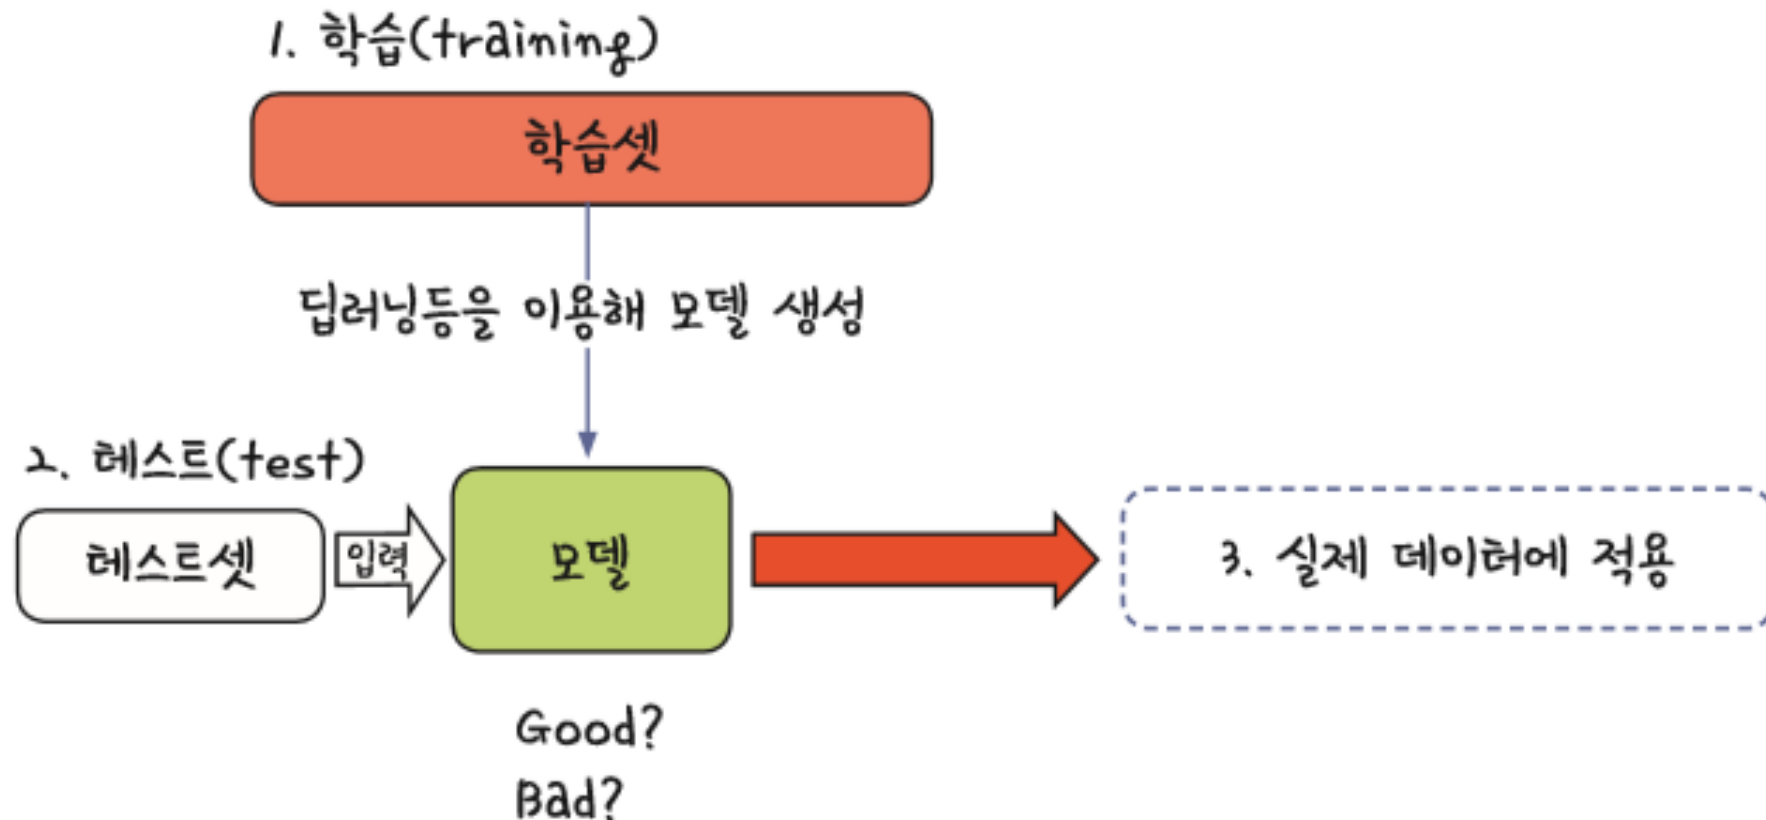 1. 학습(training)
학습셋
딥러닝등을 이용해 모델 생성
2. 테스트(test)
테스트셋
입력
모델
3. 실제 데이터에 적용
Good?
Bad?